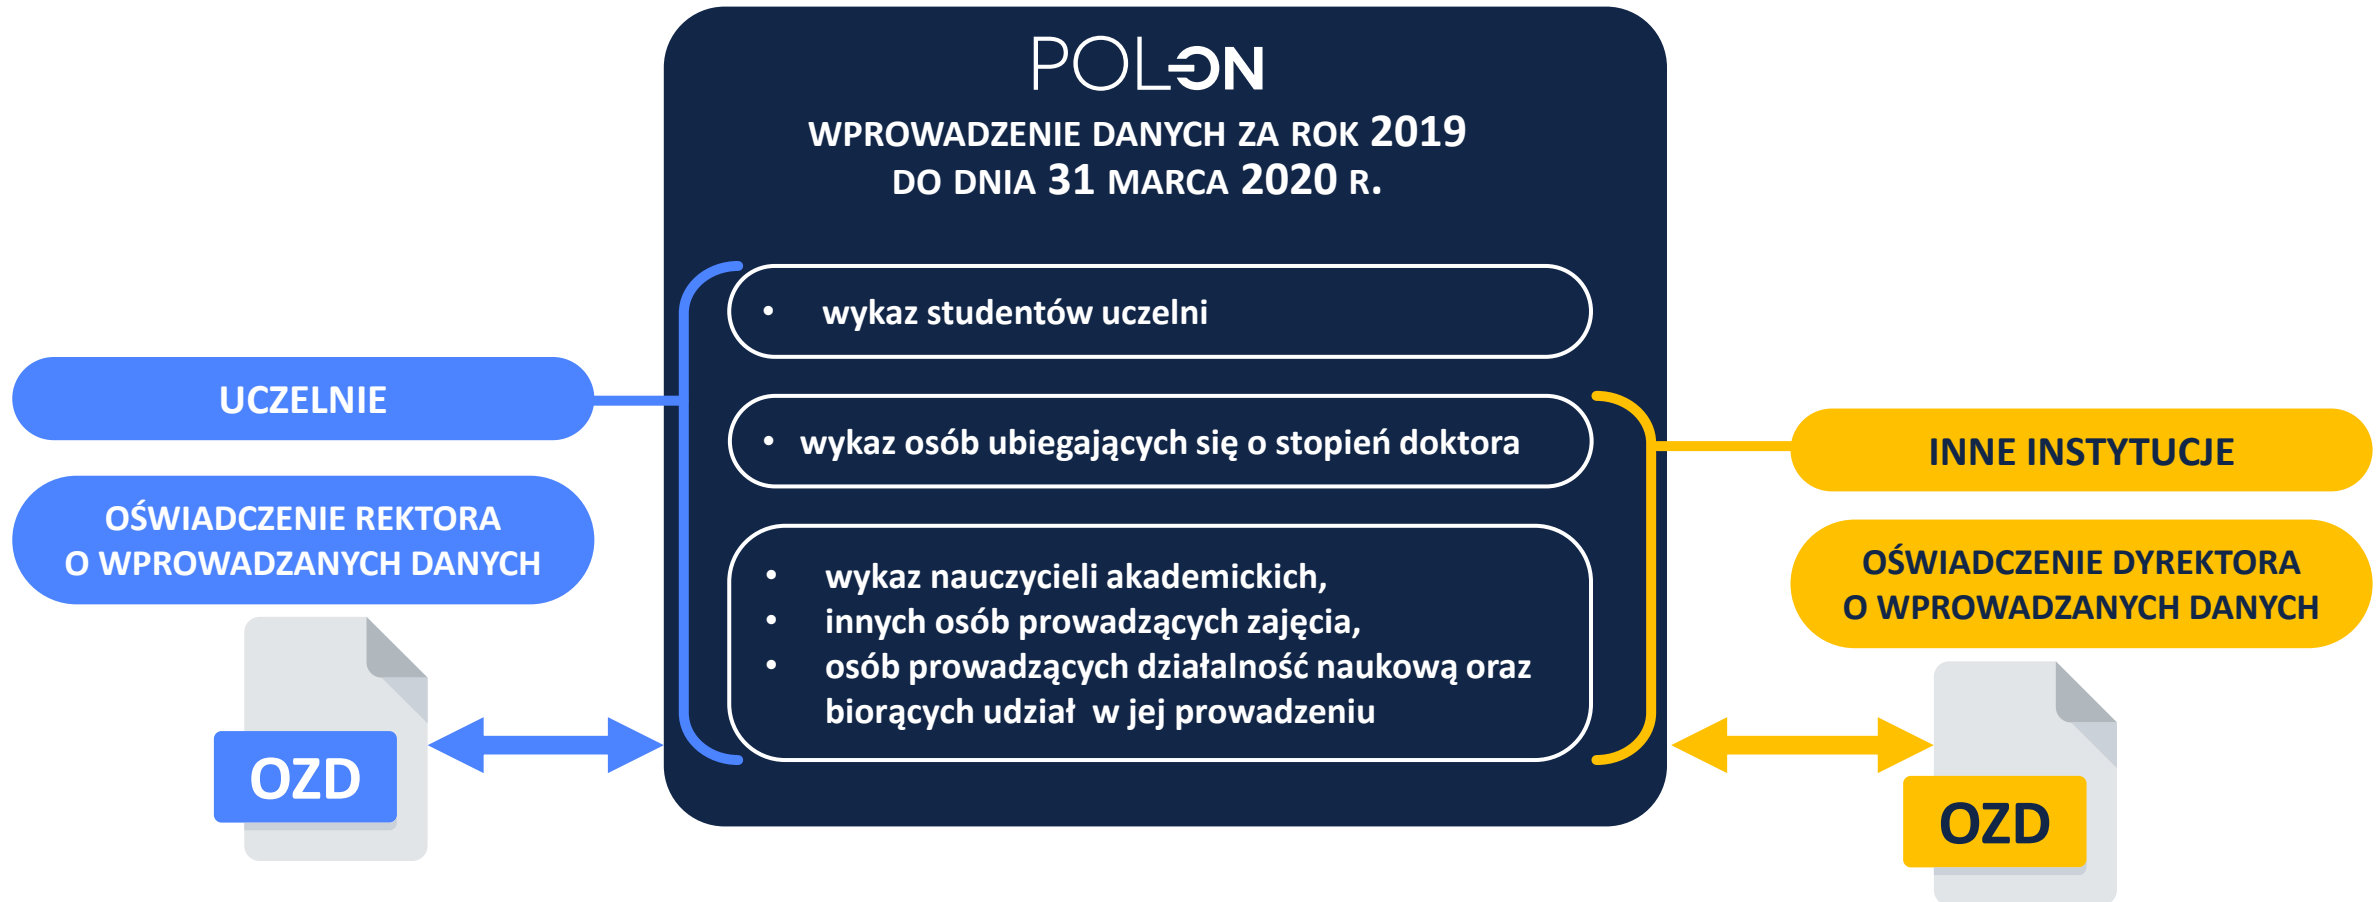 POL-ON
WPROWADZENIE DANYCH ZA ROK 2019
DO DNIA 31 MARCA 2020 R.
• wykaz studentów uczelni
UCZELNIE
• wykaz osób ubiegających się o stopień doktora
INNE INSTYTUCJE
OŚWIADCZENIE REKTORA
O WPROWADZANYCH DANYCH
OŚWIADCZENIE DYREKTORA
O WPROWADZANYCH DANYCH
• wykaz nauczycieli akademickich,
• innych osób prowadzących zajęcia,
• osób prowadzących działalność naukową oraz
biorących udział w jej prowadzeniu
OZD
OZD